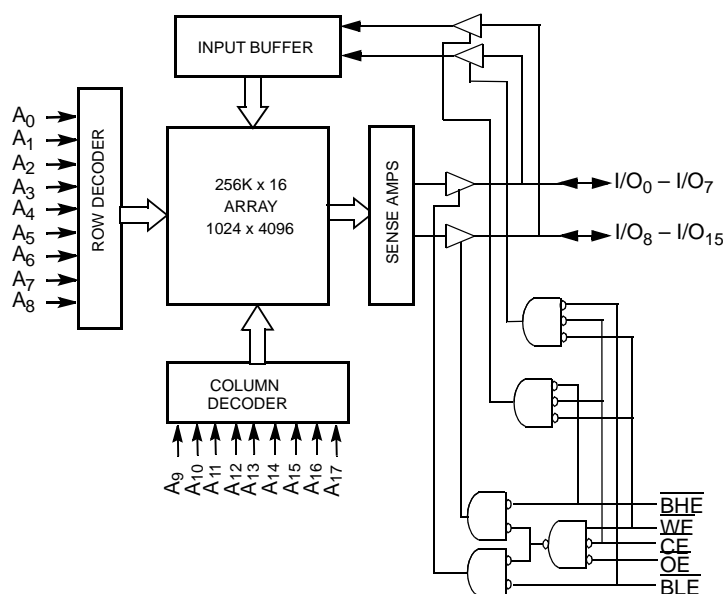 INPUT BUFFER
A0
A1
A2
A3
A4
A5
A6
A7
A8
ROW DECODER
256K x 16
ARRAY
1024 x 4096
SENSE AMPS
I/O0 – I/O7
I/O8 – I/O15
COLUMN
DECODER
A9
A10
A11
A12
A13
A14
A15
A16
A17
BHE
WE
CE
OE
BLE